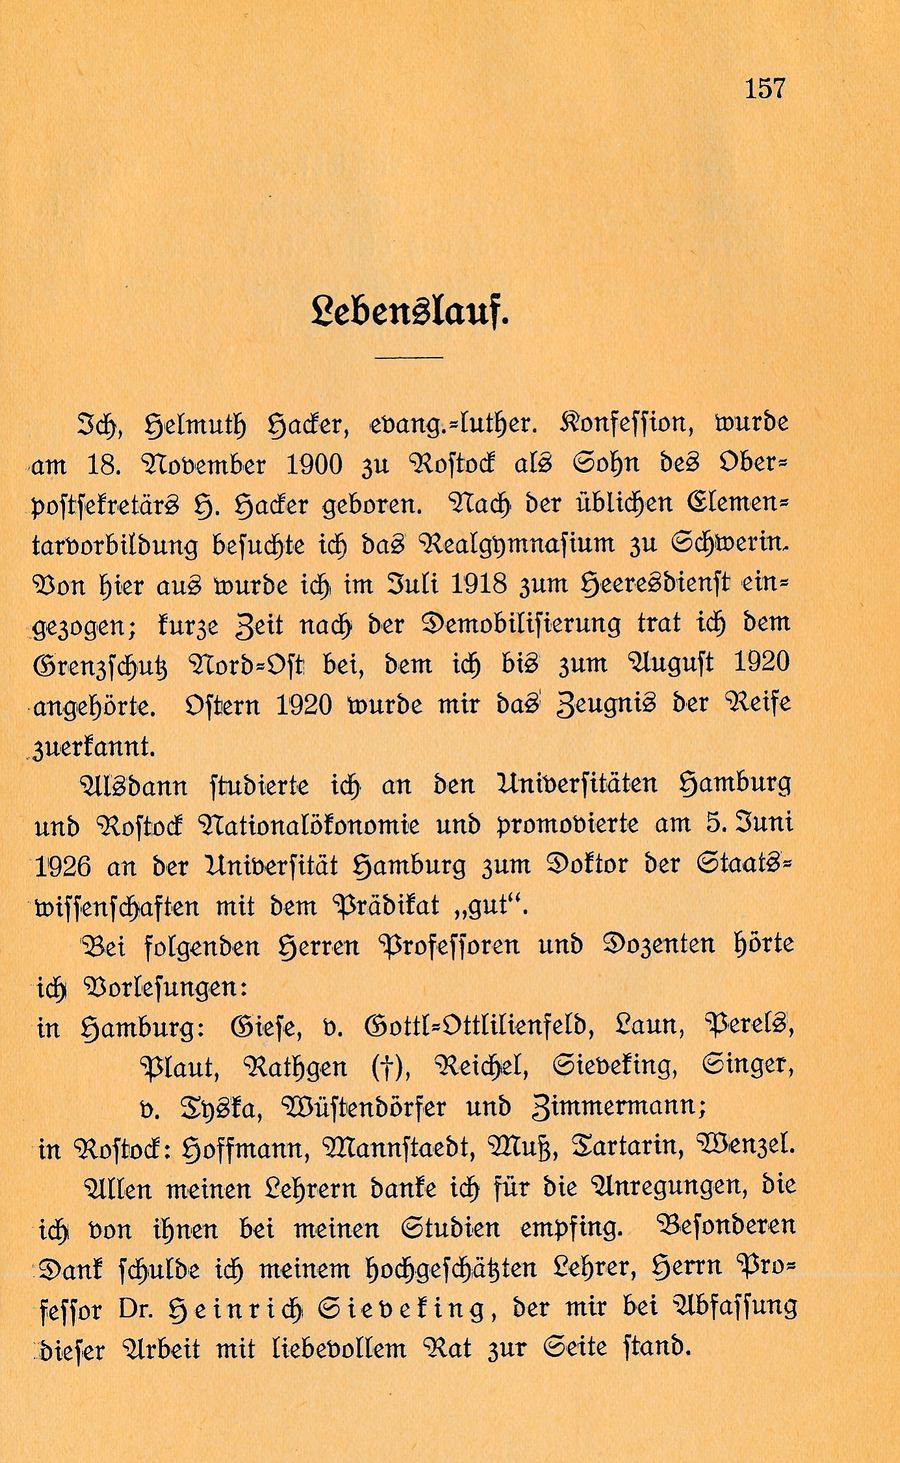 157
Lebenslauf.
Ich, Helmuth Hacker, evang.-luther. Konfession, wurde
am 18. November 1900 zu Rostock als Sohn des Ober-
postsekretärs H. Hacker geboren. Nach der üblichen Elemen-
tarvorbildung besuchte ich das Realgymnasium zu Schwerin.
Von hier aus wurde ich im Juli 1918 zum Heeresdienst ein-
gezogen; kurze Zeit nach der Demobilisierung trat ich dem
Grenzschutz Nord-Ost bei, dem ich bis zum August 1920
angehörte. Ostern 1920 wurde mir das Zeugnis der Reife
zuerkannt.
Alsdann studierte ich an den Universitäten Hamburg
und Rostock Nationalökonomie und promovierte am 5. Juni
1926 an der Universität Hamburg zum Doktor der Staats-
wissenschaften mit dem Prädikat „gut“.
Bei folgenden Herren Professoren und Dozenten hörte
ich Vorlesungen:
in Hamburg: Giese, v. Gottl-Ottlilienfeld, Laun, Perels,
Plaut, Rathgen (†), Reichel, Sieveking, Singer,
v. Tyska, Wüstendörfer und Zimmermann;
in Rostock: Hoffmann, Mannstaedt, Muß, Tartarin, Wenzel.
Allen meinen Lehrern danke ich für die Anregungen, die
ich von ihnen bei meinen Studien empfing. Besonderen
Dank schulde ich meinem hochgeschätzten Lehrer, Herrn Pro-
fessor Dr. Heinrich Sieveking, der mir bei Abfassung
dieser Arbeit mit liebevollem Rat zur Seite stand.